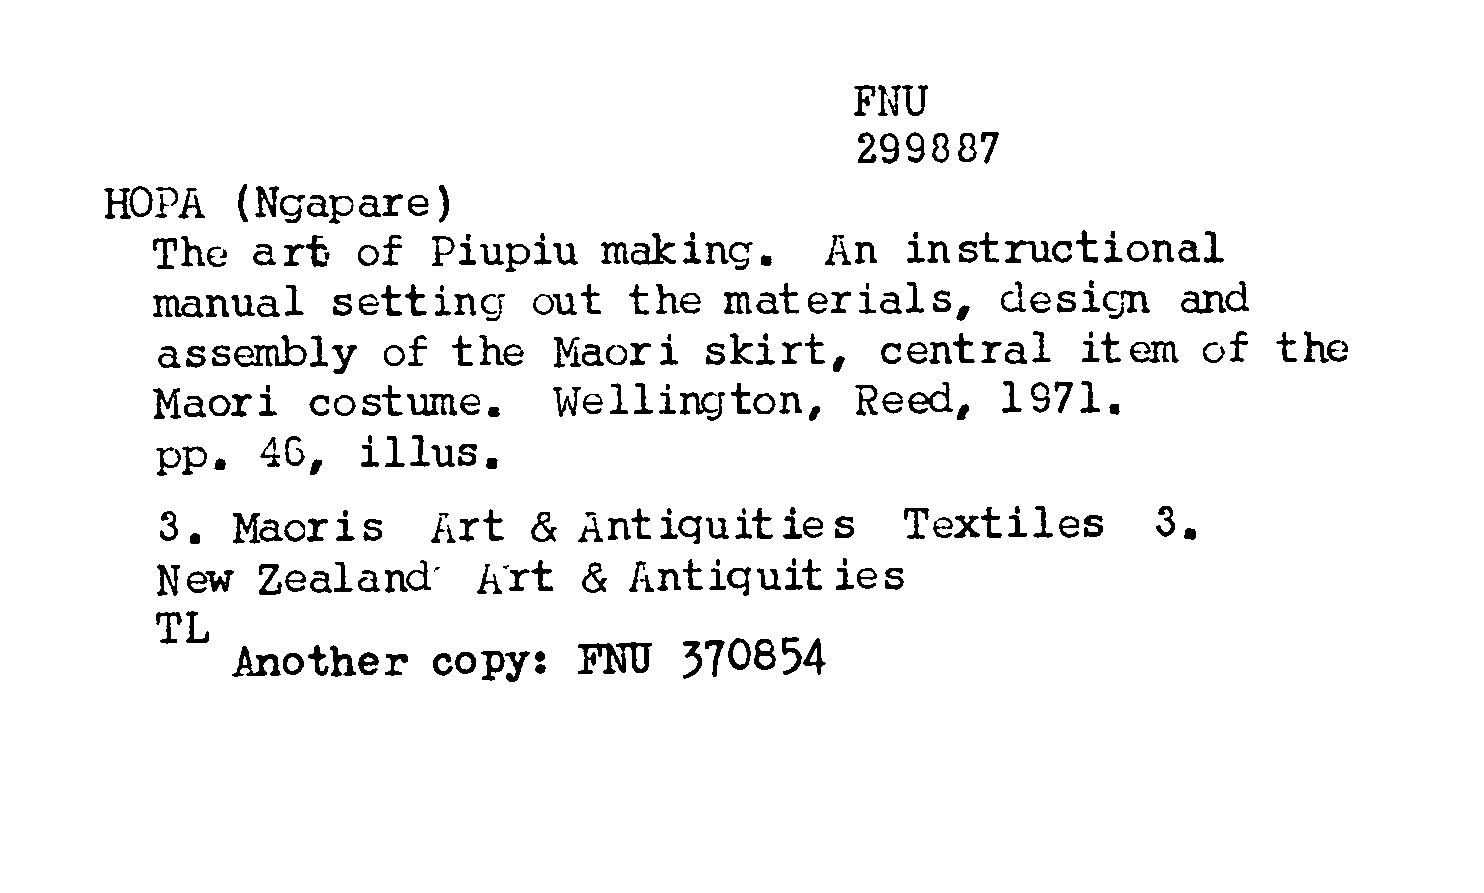 FNU
299887
HOPA (Ngapare)
The art of Piupiu making. An instructional
manual setting out the materials, design and
assembly of the Maori skirt, central item of the
Maori costume. Wellington, Reed, 1971.
pp. 46, illus.
3. Maoris Art & Antiquities Textiles 3.
New Zealand Art & Antiquities
TL
Another copy: FNU 370854